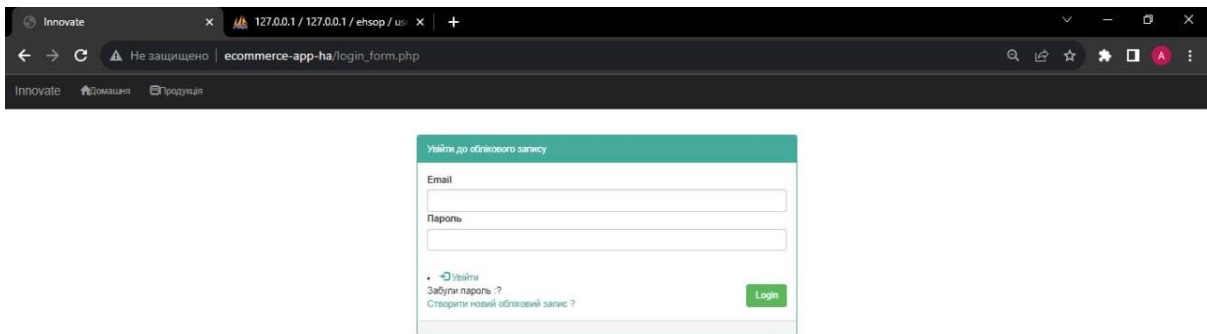 Innovate
127.0.0.1 / 127.0.0.1 / ehsop / us
Не защищено | ecommerce-app-ha/login_form.php
A
Innovate Домашня Продукція
Увійти до облікового запису
Email
Пароль
Увійти
Забули пароль :?
Створити новий обліковий запис ?
Login